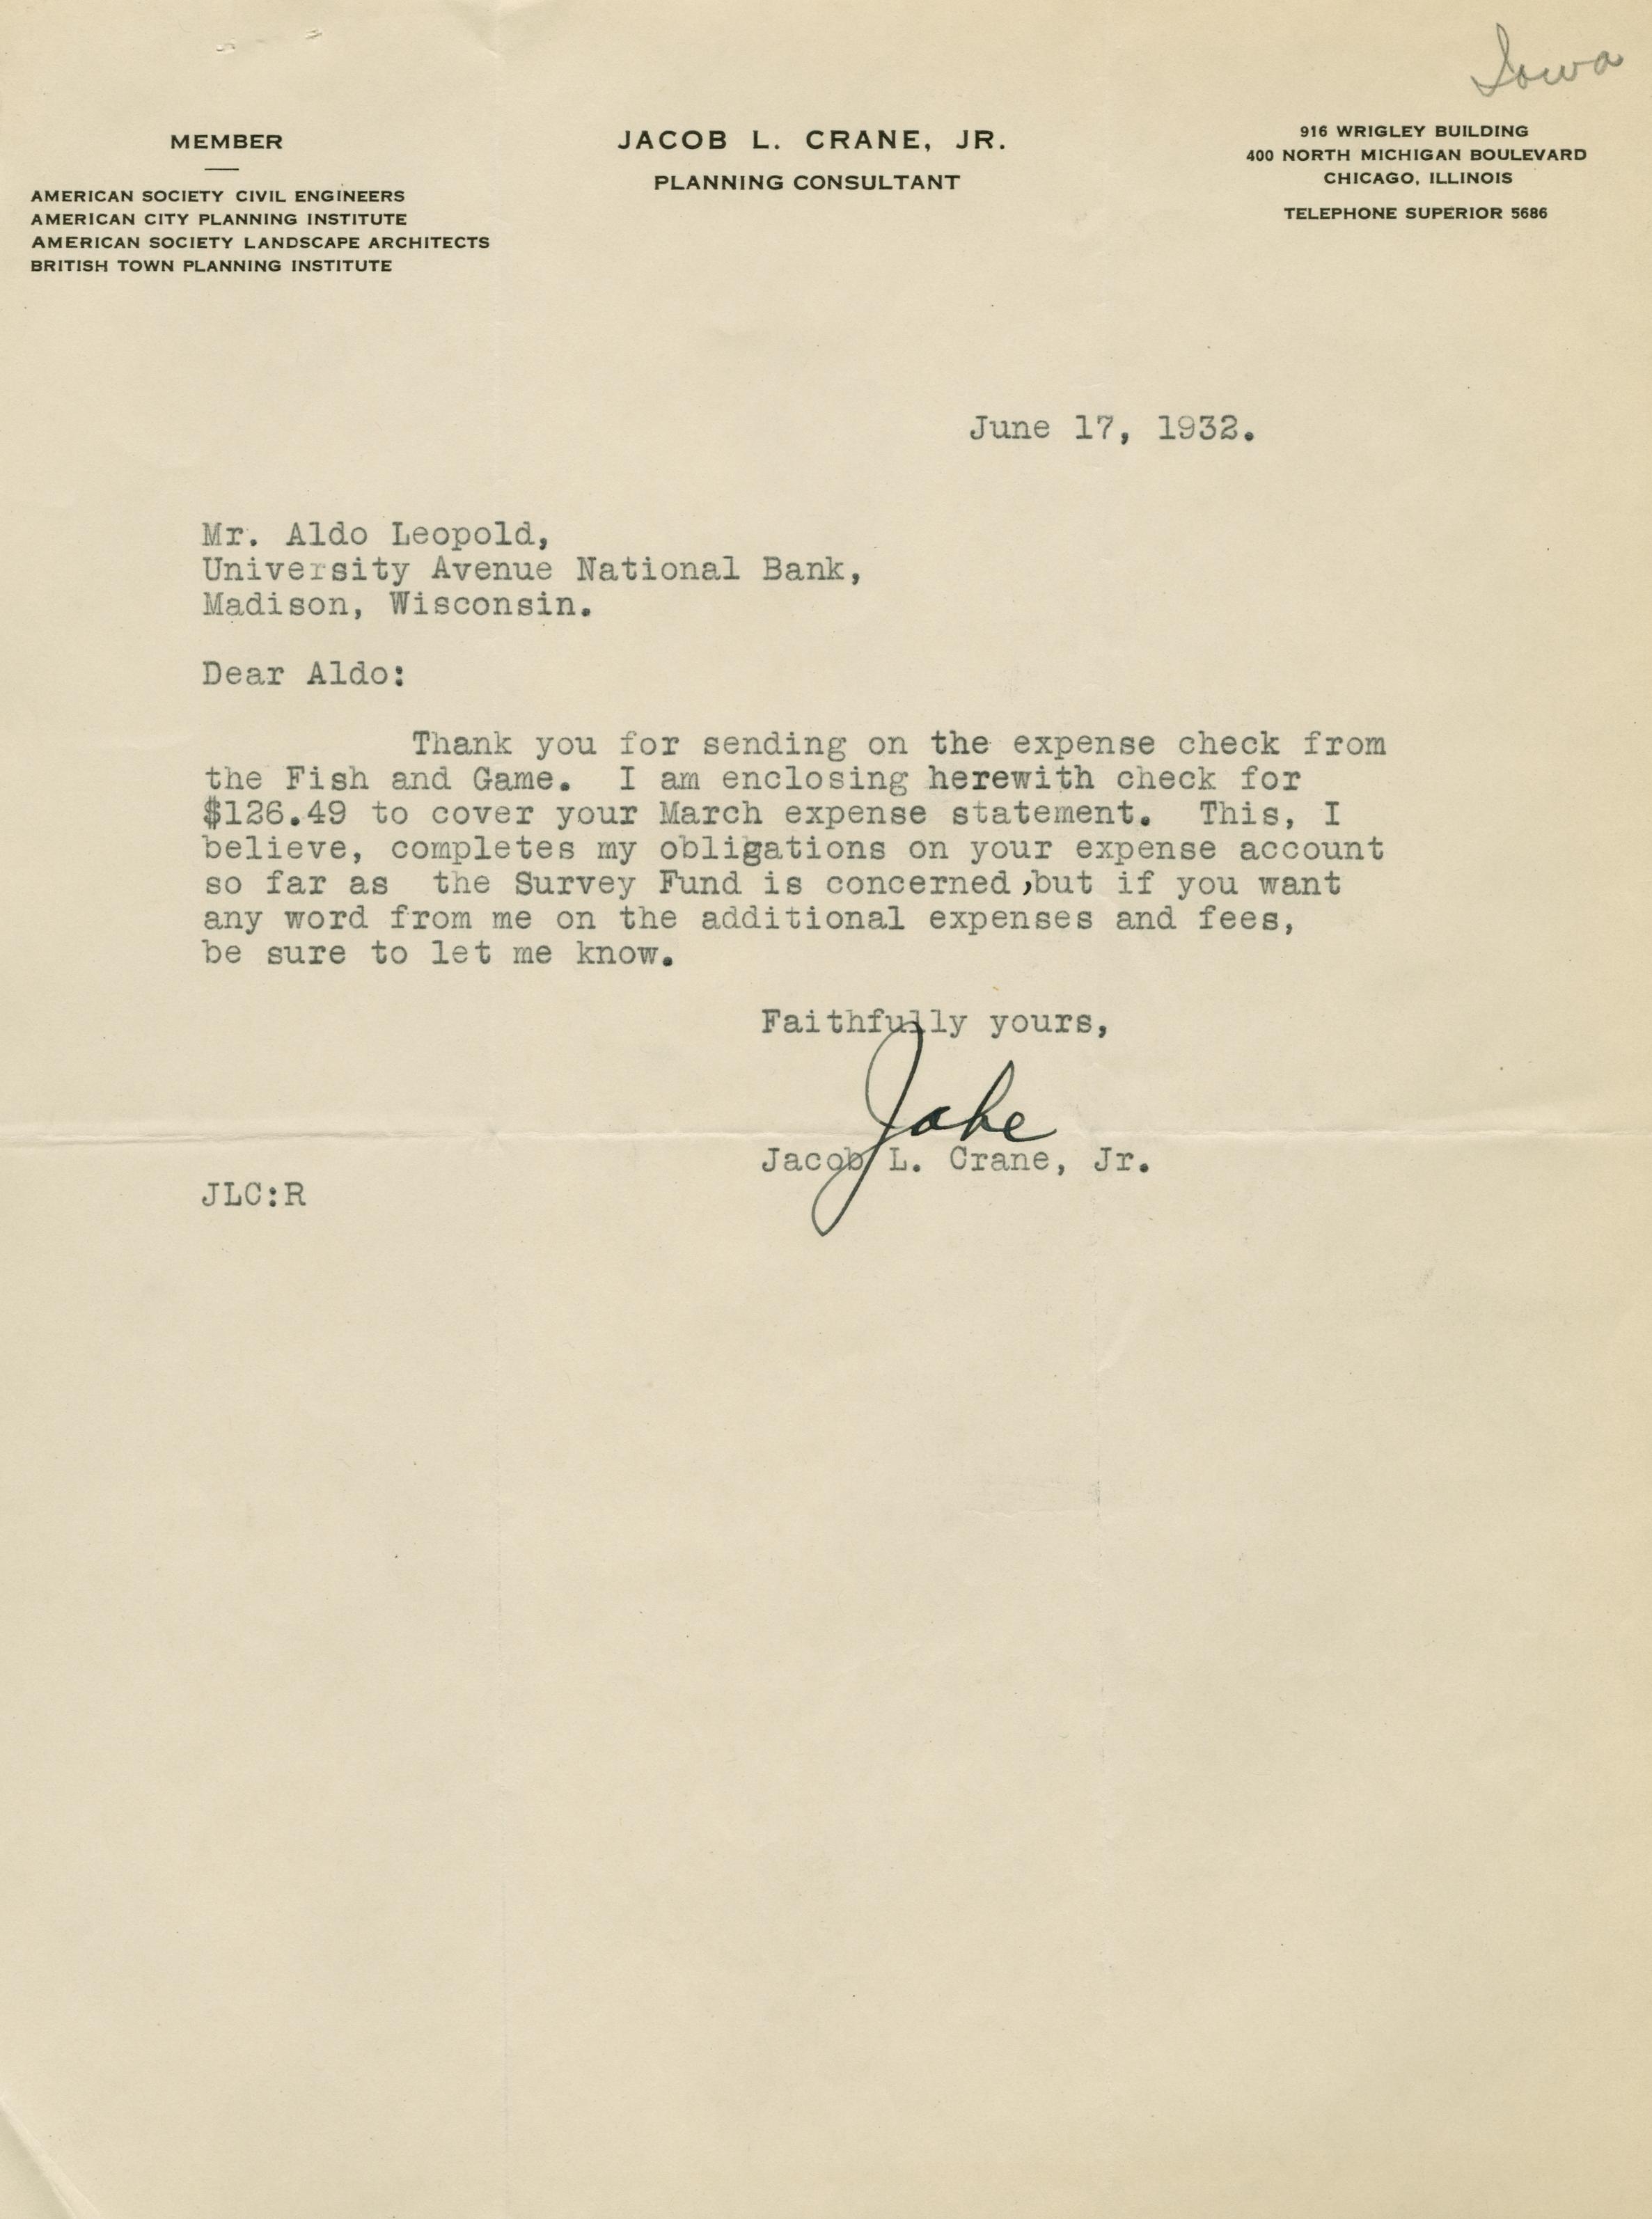 Iowa
MEMBER
AMERICAN SOCIETY CIVIL ENGINEERS
AMERICAN CITY PLANNING INSTITUTE
AMERICAN SOCIETY LANDSCAPE ARCHITECTS
BRITISH TOWN PLANNING INSTITUTE
JACOB L. CRANE, JR.
PLANNING CONSULTANT
916 WRIGLEY BUILDING
400 NORTH MICHIGAN BOULEVARD
CHICAGO, ILLINOIS
TELEPHONE SUPERIOR 5686
June 17, 1932.
Mr. Aldo Leopold,
University Avenue National Bank,
Madison, Wisconsin.
Dear Aldo:
Thank you for sending on the expense check from
the Fish and Game.  I am enclosing herewith check for
$126.49 to cover your March expense statement.  This, I
believe, completes my obligations on your expense account
so far as  the Survey Fund is concerned,but if you want
any word from me on the additional expenses and fees,
be sure to let me know.
Faithfully yours,
Jake
Jacob L. Crane, Jr.
JLC:R